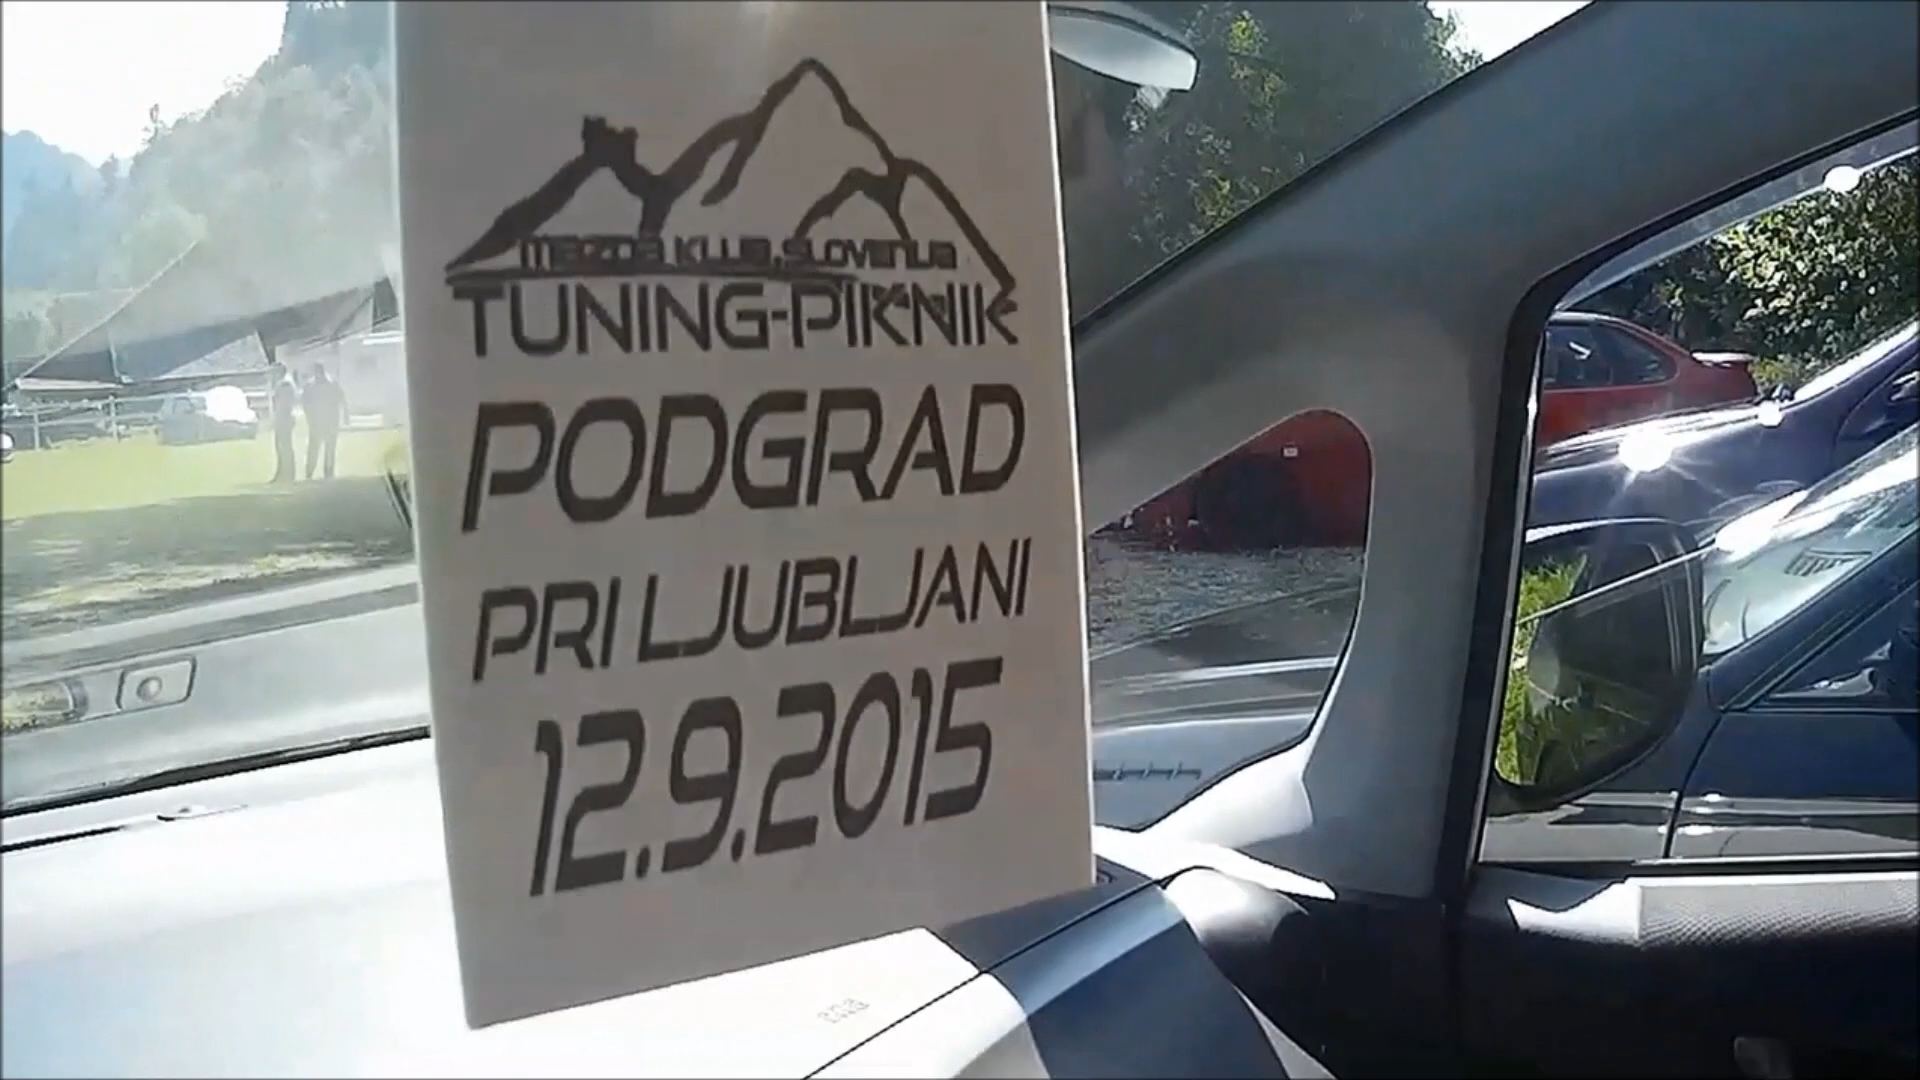 mazda klub slovenija
TUNING-PIKNIK
PODGRAD
PRI LJUBLJANI
12.9.2015